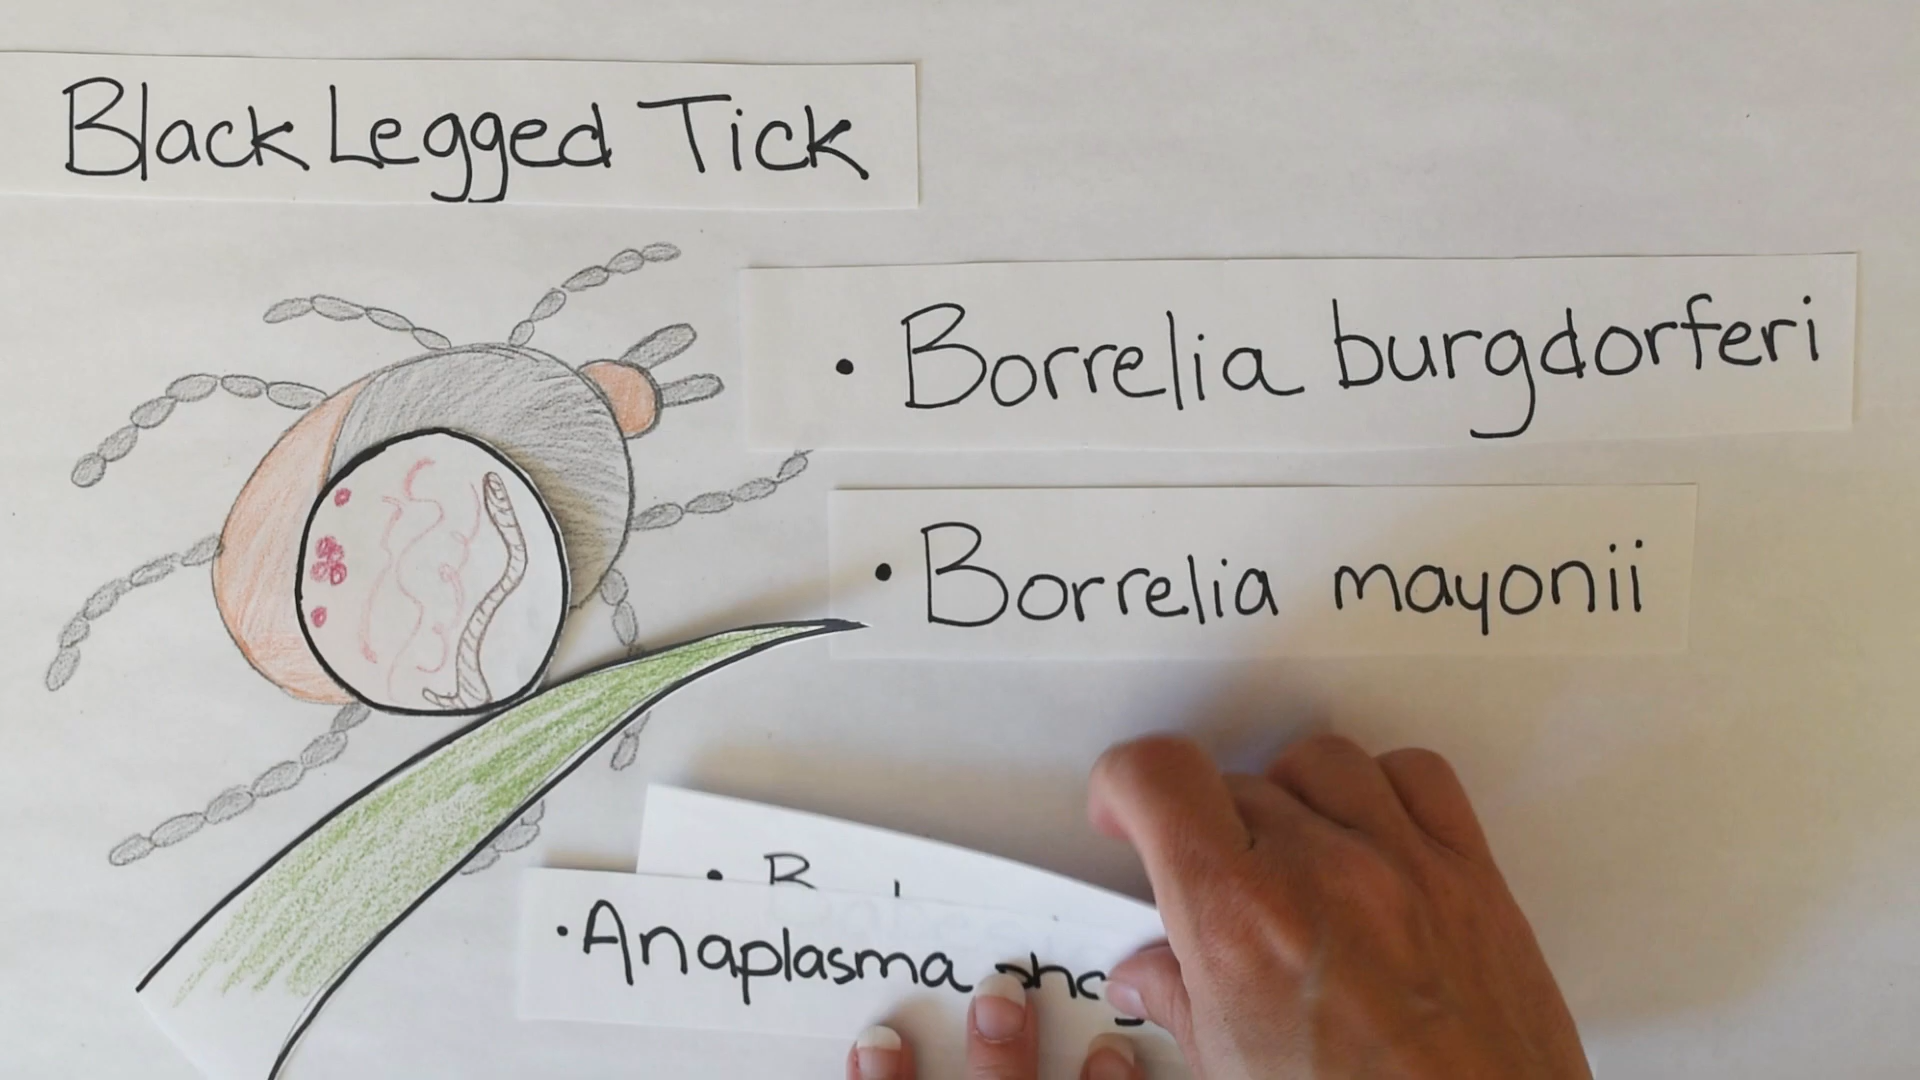 Black Legged Tick
• Borrelia burgdorferi
• Borrelia mayonii
• Anaplasma